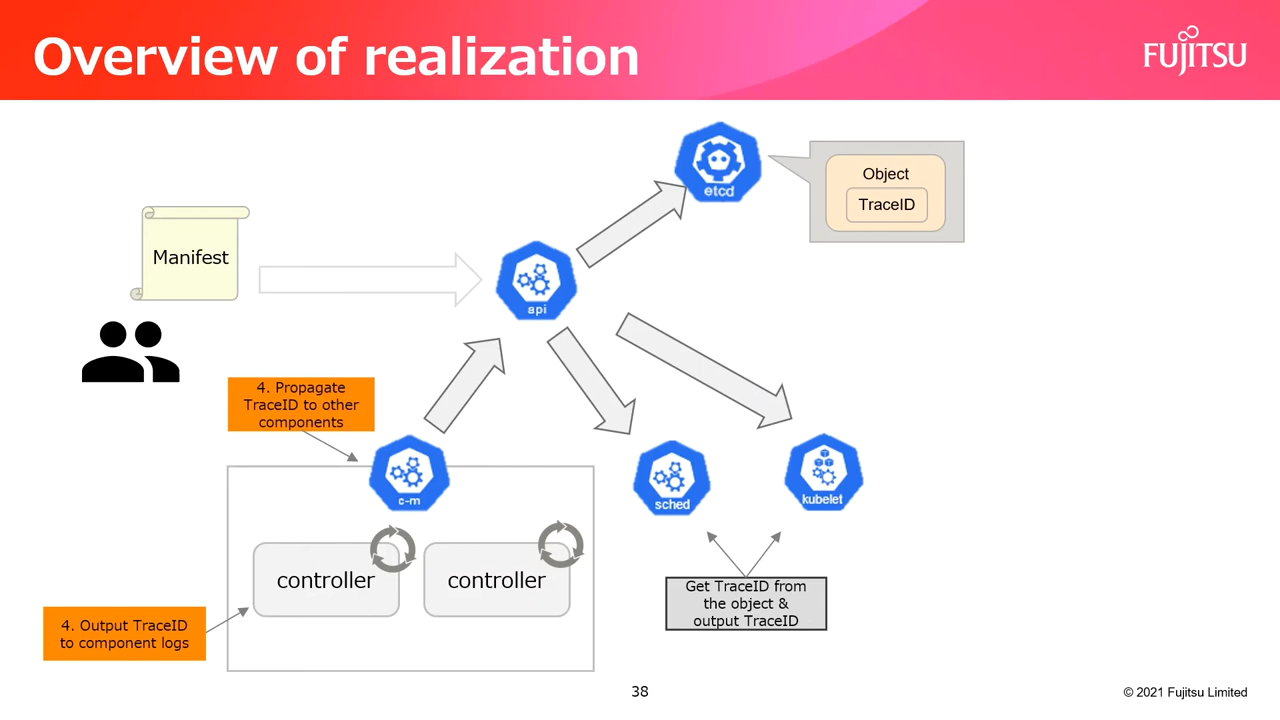 Overview of realization
FUJITSU
etcd
Object
TraceID
Manifest
api
4. Propagate
TraceID to other
components
c-m
sched
kubelet
controller
controller
Get TraceID from
the object &
output TraceID
4. Output TraceID
to component logs
38
© 2021 Fujitsu Limited